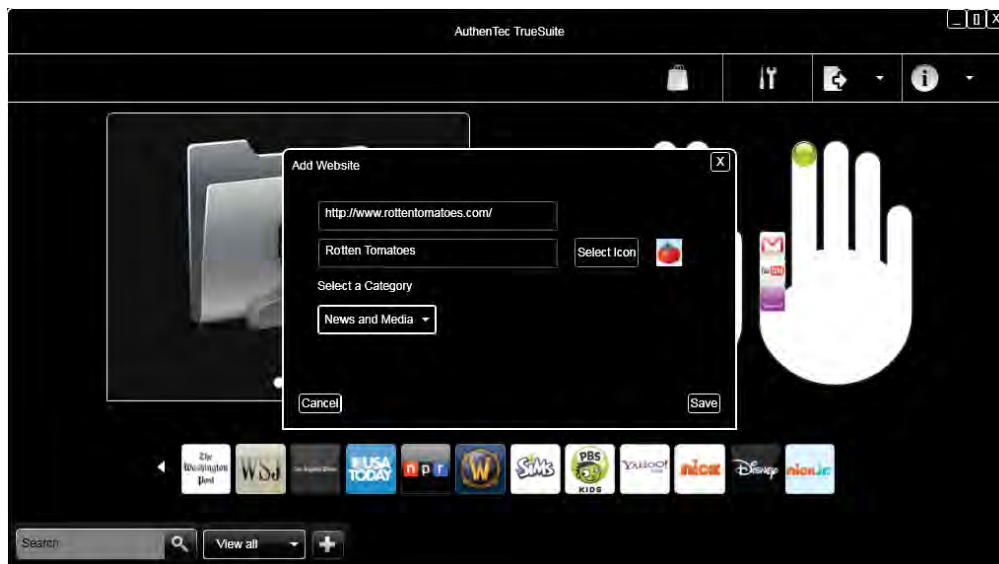 AuthenTec TrueSuite
_ [] X
Add Website
X
http://www.rottentomatoes.com/
Rotten Tomatoes
Select Icon
Select a Category
News and Media
Cancel
Save
The
Washington
Post
WSJ
USA
TODAY
npr
W
SiMS
PBS
KIDS
YAHOO!
nick
Disney
nick jr.
Search
View all